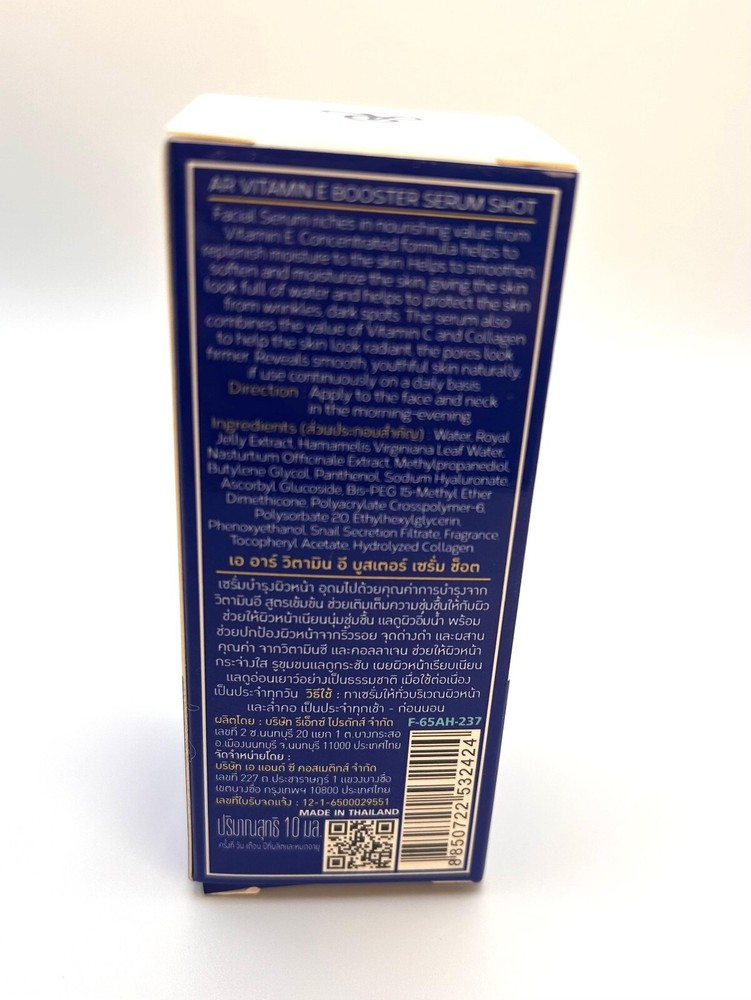 AR VITAMIN E BOOSTER SERUM SHOT
Facial Serum riches in nourishing value from
Vitamin E. Concentrated formula helps to
replenish moisture to the skin. Helps to smoothen,
soften and moisturize the skin, giving the skin
look full of water and helps to protect the skin
from wrinkles, dark spots. The serum also
combines the value of Vitamin C and Collagen
to help the skin look radiant, the pores look
firmer. Reveals smooth, youthful skin naturally,
if use continuously on a daily basis.
Direction : Apply to the face and neck
in the morning-evening.
Ingredients (ส่วนประกอบสำคัญ) : Water, Royal
Jelly Extract, Hamamelis Virginiana Leaf Water,
Nasturtium Officinale Extract, Methylpropanediol,
Butylene Glycol, Panthenol, Sodium Hyaluronate,
Ascorbyl Glucoside, Bis-PEG 15-Methyl Ether
Dimethicone, Polyacrylate Crosspolymer-6,
Polysorbate 20, Ethylhexylglycerin,
Phenoxyethanol, Snail Secretion Filtrate, Fragrance,
Tocopheryl Acetate, Hydrolyzed Collagen.
เอ อาร์ วิตามิน อี บูสเตอร์ เซรั่ม ช็อต
เซรั่มบำรุงผิวหน้า อุดมไปด้วยคุณค่าการบำรุงจาก
วิตามินอี สูตรเข้มข้น ช่วยเติมเต็มความชุ่มชื้นให้กับผิว
ช่วยให้ผิวหน้าเนียนนุ่มชุ่มชื้น แลดูผิวอิ่มน้ำ พร้อม
ช่วยปกป้องผิวหน้าจากริ้วรอย จุดด่างดำ และผสาน
คุณค่า จากวิตามินซี และคอลลาเจน ช่วยให้ผิวหน้า
กระจ่างใส รูขุมขนแลดูกระชับ เผยผิวหน้าเรียบเนียน
แลดูอ่อนเยาว์อย่างเป็นธรรมชาติ เมื่อใช้ต่อเนื่อง
เป็นประจำทุกวัน วิธีใช้ : ทาเซรั่มให้ทั่วบริเวณผิวหน้า
และลำคอ เป็นประจำทุกเช้า - ก่อนนอน
ผลิตโดย : บริษัท รีเอ็กซ์ โปรดักส์ จำกัด F-65AH-237
เลขที่ 2 ซ.นนทบุรี 20 แยก 1 ต.บางกระสอ
อ.เมืองนนทบุรี จ.นนทบุรี 11000 ประเทศไทย
จัดจำหน่ายโดย :
บริษัท เอ แอนด์ ซี คอสเมติกส์ จำกัด
เลขที่ 227 ถ.ประชาราษฎร์ 1 แขวงบางซื่อ
เขตบางซื่อ กรุงเทพฯ 10800 ประเทศไทย
เลขที่ใบรับจดแจ้ง : 12-1-6500029551
MADE IN THAILAND
ปริมาณสุทธิ 10 มล.
ครั้งที่ วัน เดือน ปีที่ผลิตและหมดอายุ
8850722532424